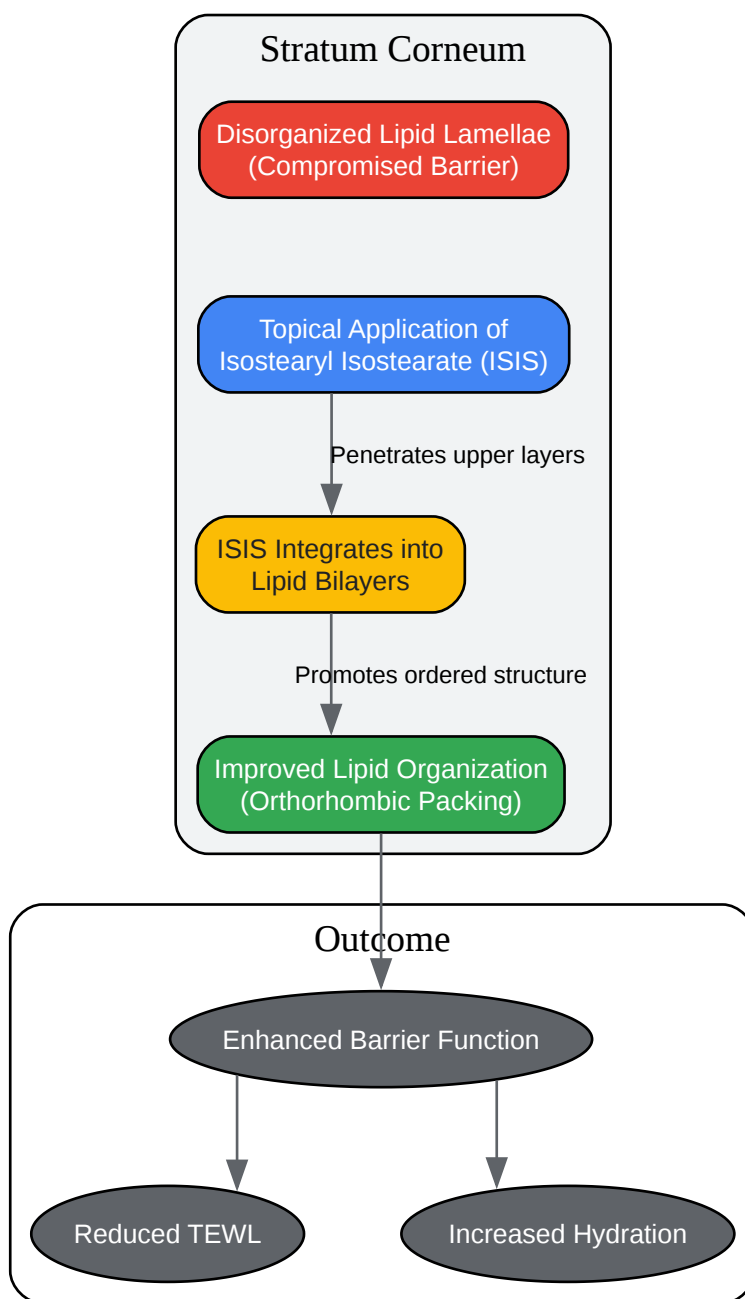 Stratum Corneum
Disorganized Lipid Lamellae
(Compromised Barrier)
Topical Application of
Isostearyl Isostearate (ISIS)
Penetrates upper layers
ISIS Integrates into
Lipid Bilayers
Promotes ordered structure
Improved Lipid Organization
(Orthorhombic Packing)
Outcome
Enhanced Barrier Function
Reduced TEWL
Increased Hydration